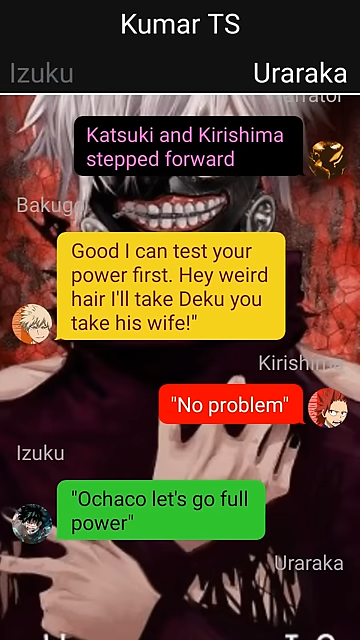 Kumar TS
Izuku
Uraraka
Katsuki and Kirishima
stepped forward
Good I can test your
power first. Hey weird
hair I'll take Deku you
take his wife!"
Kirishima
"No problem"
Izuku
"Ochaco let's go full
power"
Uraraka